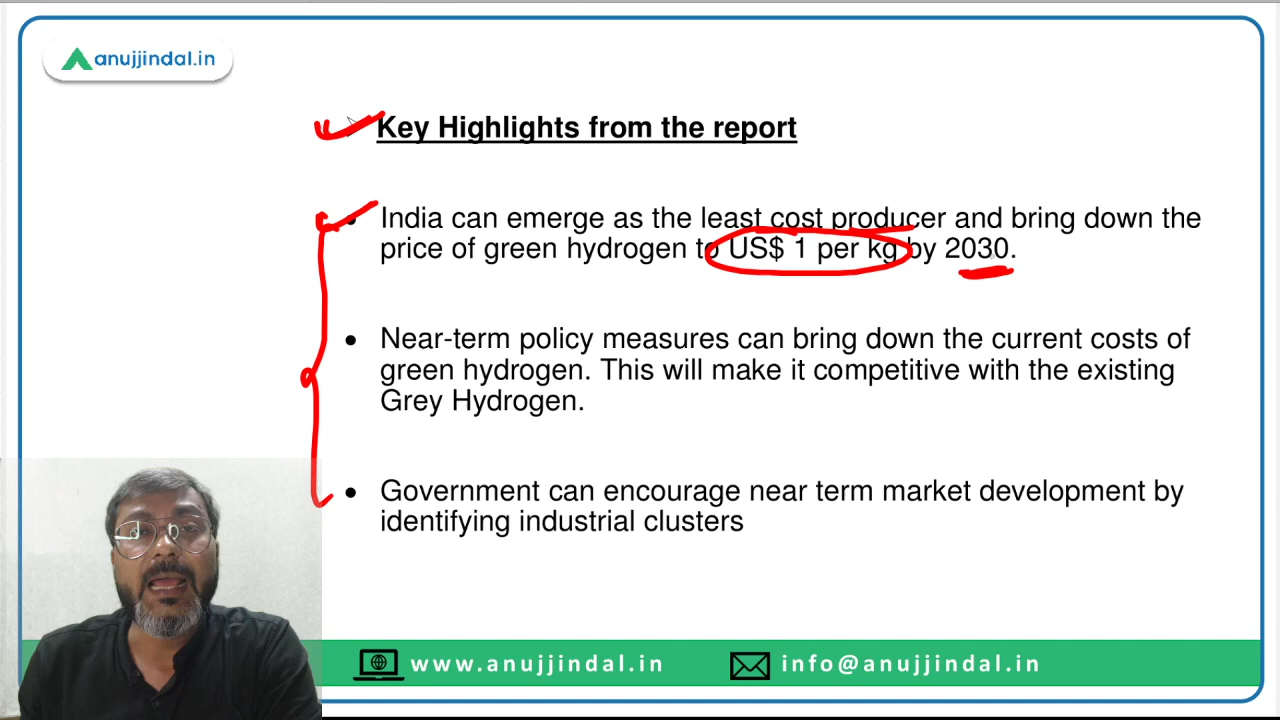 anujjindal.in
Key Highlights from the report
• India can emerge as the least cost producer and bring down the
price of green hydrogen to US$ 1 per kg by 2030.
• Near-term policy measures can bring down the current costs of
green hydrogen. This will make it competitive with the existing
Grey Hydrogen.
• Government can encourage near term market development by
identifying industrial clusters
www.anujjindal.in info@anujjindal.in